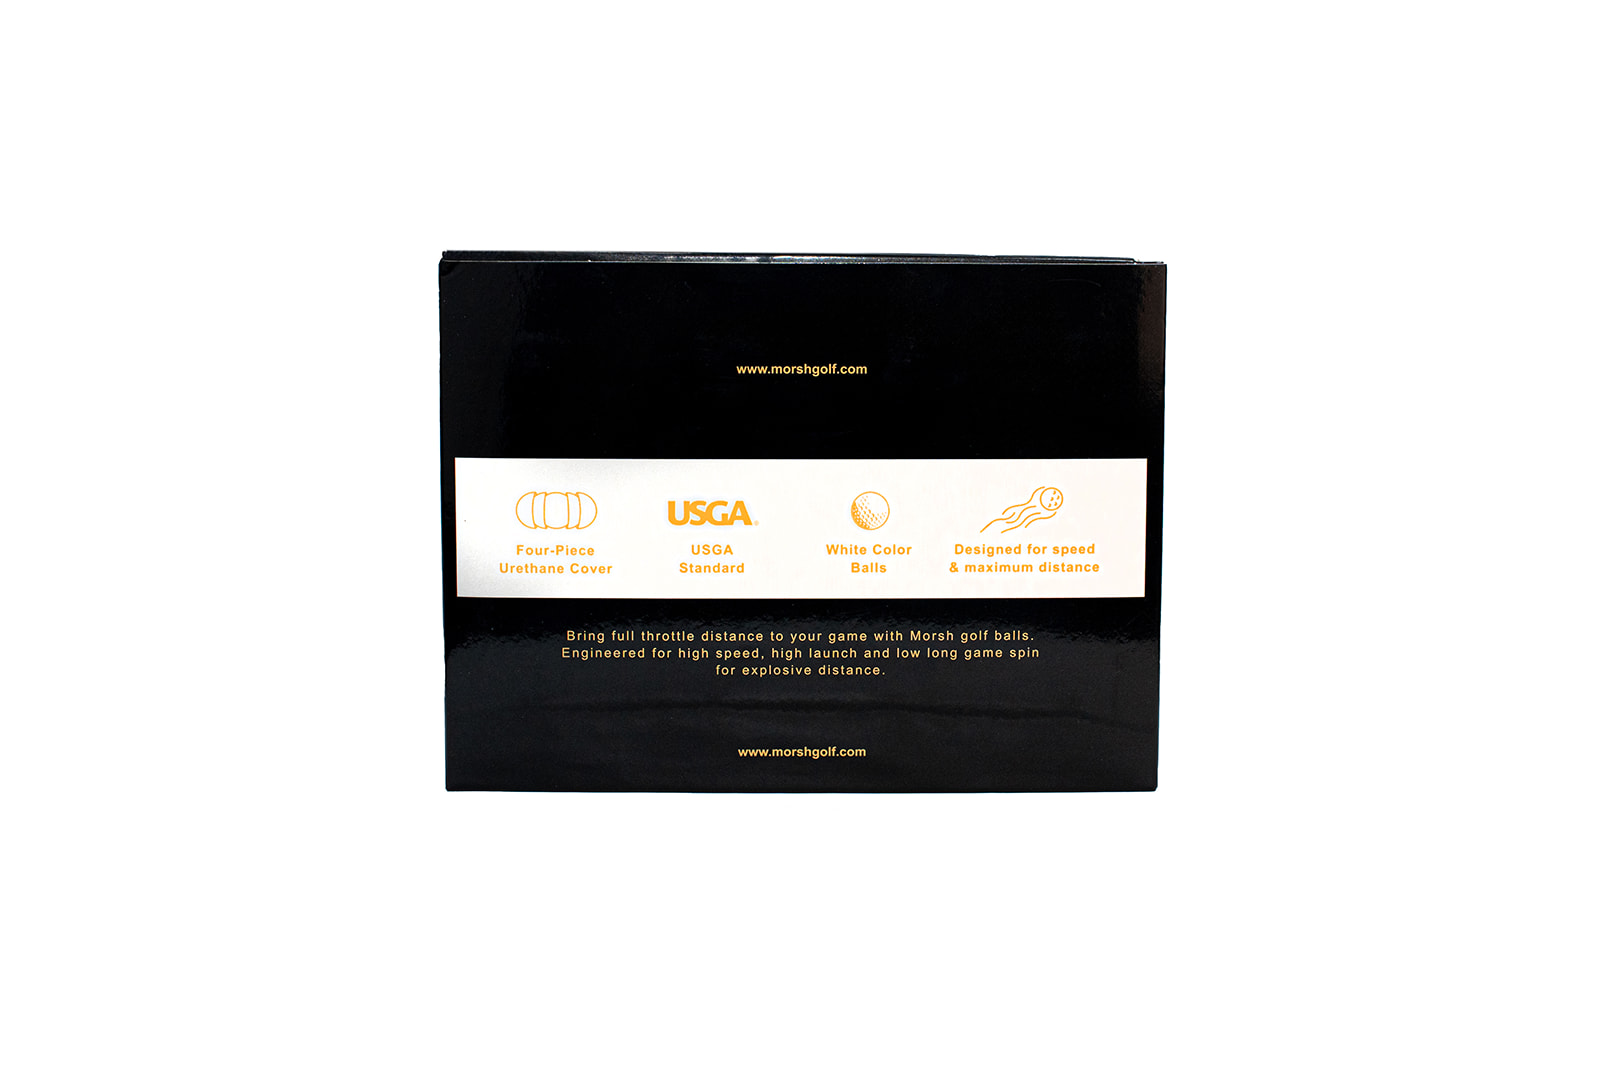 www.morshgolf.com
USGA®
Four-Piece
Urethane Cover
USGA
Standard
White Color
Balls
Designed for speed
& maximum distance
Bring full throttle distance to your game with Morsh golf balls.
Engineered for high speed, high launch and low long game spin
for explosive distance.
www.morshgolf.com